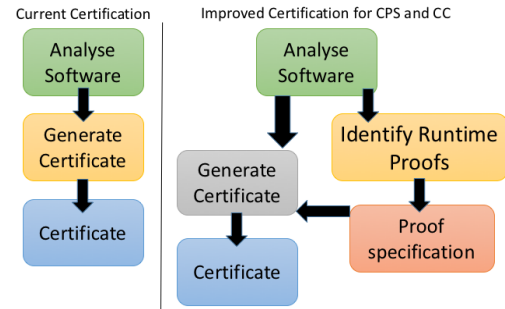 Current Certification
Analyse
Software
Generate
Certificate
Certificate
Improved Certification for CPS and CC
Analyse
Software
Identify Runtime
Proofs
Generate
Certificate
Proof
specification
Certificate